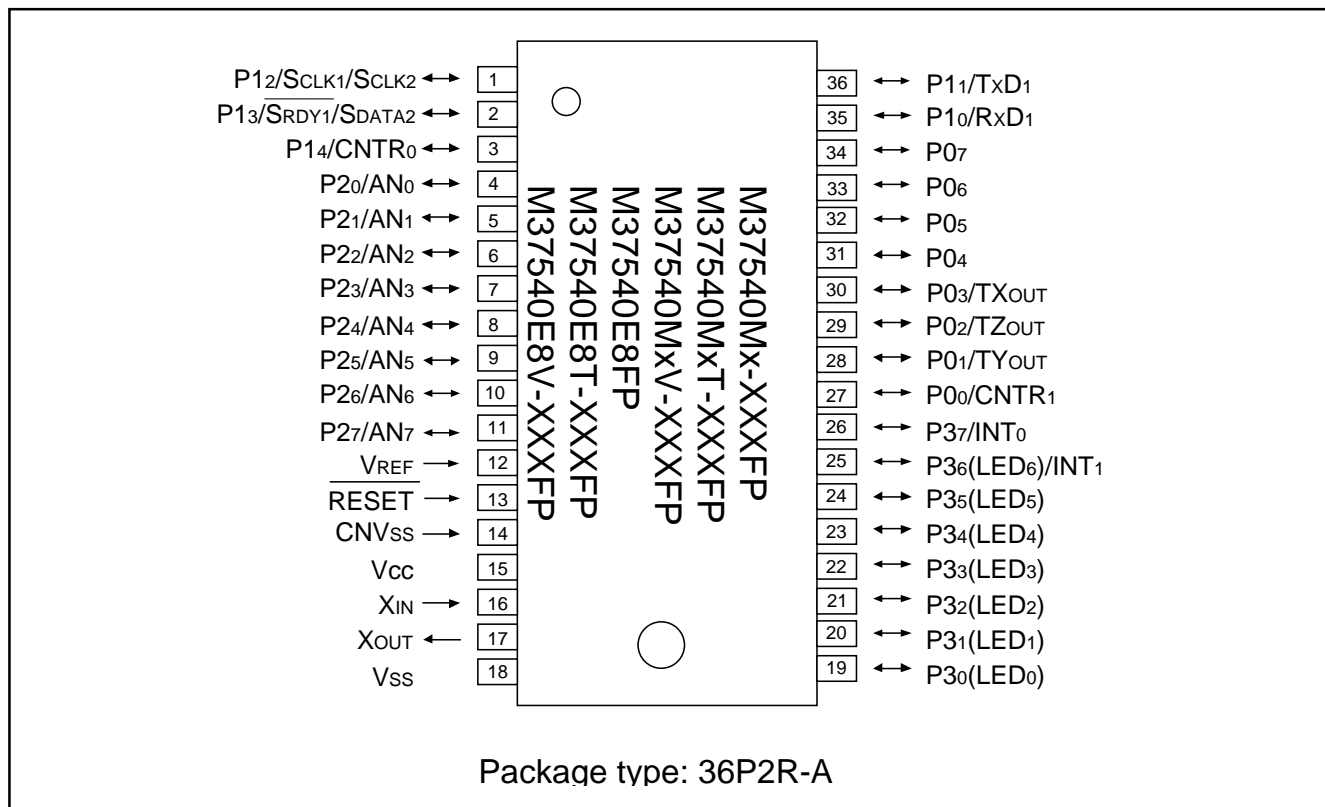 P12/SCLK1/SCLK2 1
P13/SRDY1/SDATA2 2
P14/CNTR0 3
P20/AN0 4
P21/AN1 5
P22/AN2 6
P23/AN3 7
P24/AN4 8
P25/AN5 9
P26/AN6 10
P27/AN7 11
VREF 12
RESET 13
CNVSS 14
Vcc 15
XIN 16
XOUT 17
VSS 18
M37540Mx-XXXFP
M37540MxT-XXXFP
M37540MxV-XXXFP
M37540E8FP
M37540E8T-XXXFP
M37540E8V-XXXFP
36 P11/TXD1
35 P10/RXD1
34 P07
33 P06
32 P05
31 P04
30 P03/TXOUT
29 P02/TZOUT
28 P01/TYOUT
27 P00/CNTR1
26 P37/INT0
25 P36(LED6)/INT1
24 P35(LED5)
23 P34(LED4)
22 P33(LED3)
21 P32(LED2)
20 P31(LED1)
19 P30(LED0)
Package type: 36P2R-A